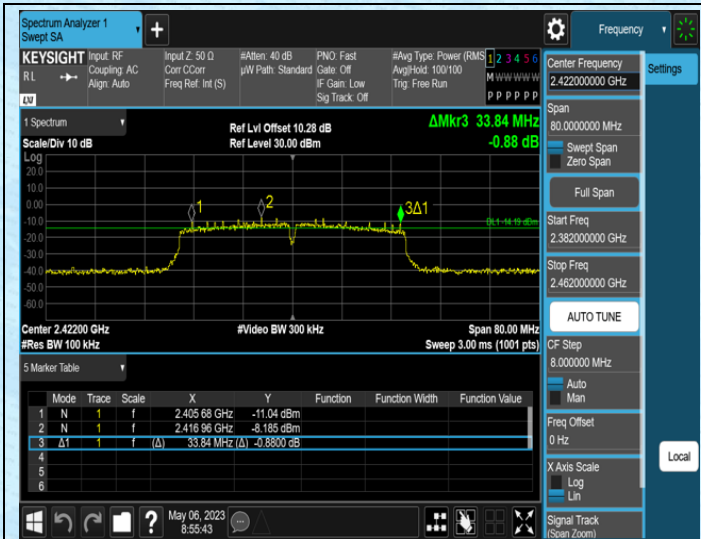 Spectrum Analyzer 1
Swept SA
+
Frequency
KEYSIGHT
Input: RF
Coupling: AC
Align: Auto
Input Z: 50 Ω
Corr CCorr
Freq Ref: Int (S)
#Atten: 40 dB
µW Path: Standard
PNO: Fast
Gate: Off
IF Gain: Low
Sig Track: Off
#Avg Type: Power (RMS)
Avg|Hold: 100/100
Trig: Free Run
1 2 3 4 5 6
M W W W W W
P P P P P P
R L
LXI
1 Spectrum
Scale/Div 10 dB
Log
Ref Lvl Offset 10.28 dB
Ref Level 30.00 dBm
ΔMkr3 33.84 MHz
-0.88 dB
20.0
10.0
0.00
-10.0
-20.0
-30.0
-40.0
-50.0
-60.0
1
2
3Δ1
DL1 -14.19 dBm
Center 2.42200 GHz
#Res BW 100 kHz
#Video BW 300 kHz
Span 80.00 MHz
Sweep 3.00 ms (1001 pts)
5 Marker Table
Mode Trace Scale X Y Function Function Width Function Value
1 N 1 f 2.405 68 GHz -11.04 dBm
2 N 1 f 2.416 96 GHz -8.185 dBm
3 Δ1 1 f (Δ) 33.84 MHz (Δ) -0.8800 dB
4
5
6
May 06, 2023
8:55:43
?
Center Frequency
2.422000000 GHz
Span
80.0000000 MHz
Swept Span
Zero Span
Full Span
Start Freq
2.382000000 GHz
Stop Freq
2.462000000 GHz
AUTO TUNE
CF Step
8.000000 MHz
Auto
Man
Freq Offset
0 Hz
X Axis Scale
Log
Lin
Signal Track
(Span Zoom)
Settings
Local